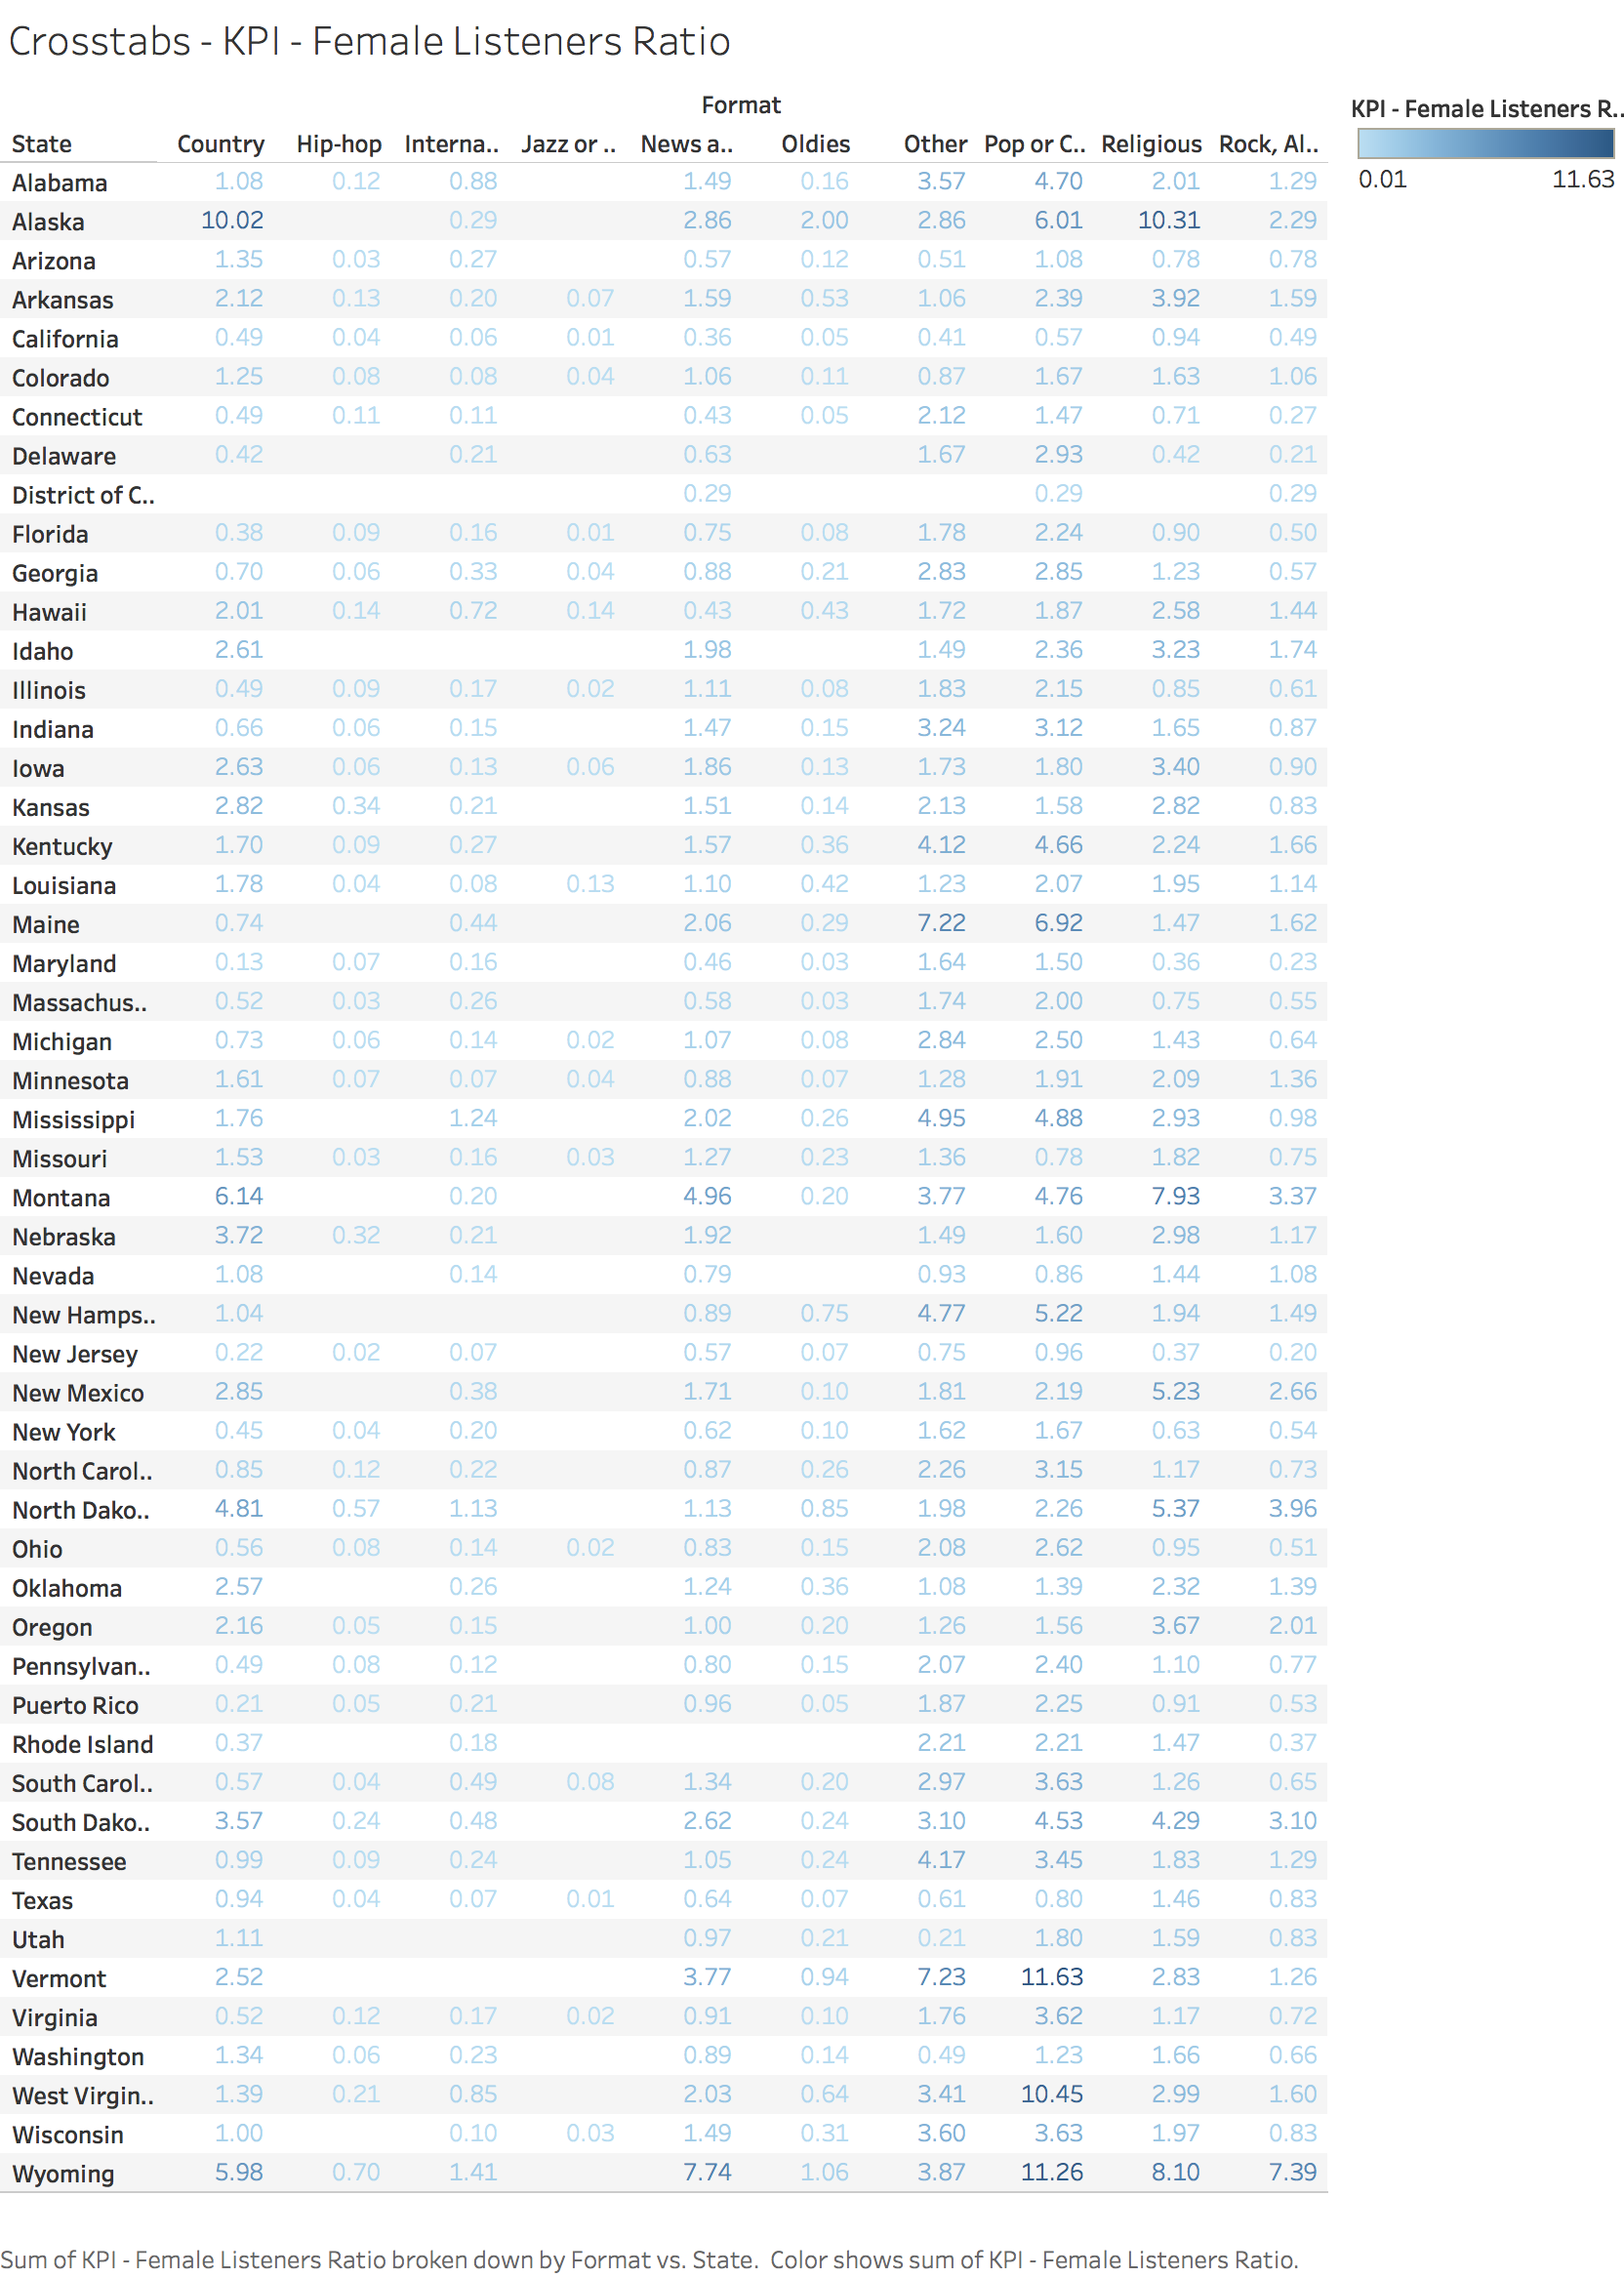 Crosstabs - KPI - Female Listeners Ratio
Format
KPI - Female Listeners R..
State Country Hip-hop Interna.. Jazz or .. News a.. Oldies Other Pop or C.. Religious Rock, Al..
0.01 11.63
Alabama 1.08 0.12 0.88 1.49 0.16 3.57 4.70 2.01 1.29
Alaska 10.02 0.29 2.86 2.00 2.86 6.01 10.31 2.29
Arizona 1.35 0.03 0.27 0.57 0.12 0.51 1.08 0.78 0.78
Arkansas 2.12 0.13 0.20 0.07 1.59 0.53 1.06 2.39 3.92 1.59
California 0.49 0.04 0.06 0.01 0.36 0.05 0.41 0.57 0.94 0.49
Colorado 1.25 0.08 0.08 0.04 1.06 0.11 0.87 1.67 1.63 1.06
Connecticut 0.49 0.11 0.11 0.43 0.05 2.12 1.47 0.71 0.27
Delaware 0.42 0.21 0.63 1.67 2.93 0.42 0.21
District of C.. 0.29 0.29 0.29
Florida 0.38 0.09 0.16 0.01 0.75 0.08 1.78 2.24 0.90 0.50
Georgia 0.70 0.06 0.33 0.04 0.88 0.21 2.83 2.85 1.23 0.57
Hawaii 2.01 0.14 0.72 0.14 0.43 0.43 1.72 1.87 2.58 1.44
Idaho 2.61 1.98 1.49 2.36 3.23 1.74
Illinois 0.49 0.09 0.17 0.02 1.11 0.08 1.83 2.15 0.85 0.61
Indiana 0.66 0.06 0.15 1.47 0.15 3.24 3.12 1.65 0.87
Iowa 2.63 0.06 0.13 0.06 1.86 0.13 1.73 1.80 3.40 0.90
Kansas 2.82 0.34 0.21 1.51 0.14 2.13 1.58 2.82 0.83
Kentucky 1.70 0.09 0.27 1.57 0.36 4.12 4.66 2.24 1.66
Louisiana 1.78 0.04 0.08 0.13 1.10 0.42 1.23 2.07 1.95 1.14
Maine 0.74 0.44 2.06 0.29 7.22 6.92 1.47 1.62
Maryland 0.13 0.07 0.16 0.46 0.03 1.64 1.50 0.36 0.23
Massachus.. 0.52 0.03 0.26 0.58 0.03 1.74 2.00 0.75 0.55
Michigan 0.73 0.06 0.14 0.02 1.07 0.08 2.84 2.50 1.43 0.64
Minnesota 1.61 0.07 0.07 0.04 0.88 0.07 1.28 1.91 2.09 1.36
Mississippi 1.76 1.24 2.02 0.26 4.95 4.88 2.93 0.98
Missouri 1.53 0.03 0.16 0.03 1.27 0.23 1.36 0.78 1.82 0.75
Montana 6.14 0.20 4.96 0.20 3.77 4.76 7.93 3.37
Nebraska 3.72 0.32 0.21 1.92 1.49 1.60 2.98 1.17
Nevada 1.08 0.14 0.79 0.93 0.86 1.44 1.08
New Hamps.. 1.04 0.89 0.75 4.77 5.22 1.94 1.49
New Jersey 0.22 0.02 0.07 0.57 0.07 0.75 0.96 0.37 0.20
New Mexico 2.85 0.38 1.71 0.10 1.81 2.19 5.23 2.66
New York 0.45 0.04 0.20 0.62 0.10 1.62 1.67 0.63 0.54
North Carol.. 0.85 0.12 0.22 0.87 0.26 2.26 3.15 1.17 0.73
North Dako.. 4.81 0.57 1.13 1.13 0.85 1.98 2.26 5.37 3.96
Ohio 0.56 0.08 0.14 0.02 0.83 0.15 2.08 2.62 0.95 0.51
Oklahoma 2.57 0.26 1.24 0.36 1.08 1.39 2.32 1.39
Oregon 2.16 0.05 0.15 1.00 0.20 1.26 1.56 3.67 2.01
Pennsylvan.. 0.49 0.08 0.12 0.80 0.15 2.07 2.40 1.10 0.77
Puerto Rico 0.21 0.05 0.21 0.96 0.05 1.87 2.25 0.91 0.53
Rhode Island 0.37 0.18 2.21 2.21 1.47 0.37
South Carol.. 0.57 0.04 0.49 0.08 1.34 0.20 2.97 3.63 1.26 0.65
South Dako.. 3.57 0.24 0.48 2.62 0.24 3.10 4.53 4.29 3.10
Tennessee 0.99 0.09 0.24 1.05 0.24 4.17 3.45 1.83 1.29
Texas 0.94 0.04 0.07 0.01 0.64 0.07 0.61 0.80 1.46 0.83
Utah 1.11 0.97 0.21 0.21 1.80 1.59 0.83
Vermont 2.52 3.77 0.94 7.23 11.63 2.83 1.26
Virginia 0.52 0.12 0.17 0.02 0.91 0.10 1.76 3.62 1.17 0.72
Washington 1.34 0.06 0.23 0.89 0.14 0.49 1.23 1.66 0.66
West Virgin.. 1.39 0.21 0.85 2.03 0.64 3.41 10.45 2.99 1.60
Wisconsin 1.00 0.10 0.03 1.49 0.31 3.60 3.63 1.97 0.83
Wyoming 5.98 0.70 1.41 7.74 1.06 3.87 11.26 8.10 7.39
Sum of KPI - Female Listeners Ratio broken down by Format vs. State. Color shows sum of KPI - Female Listeners Ratio.